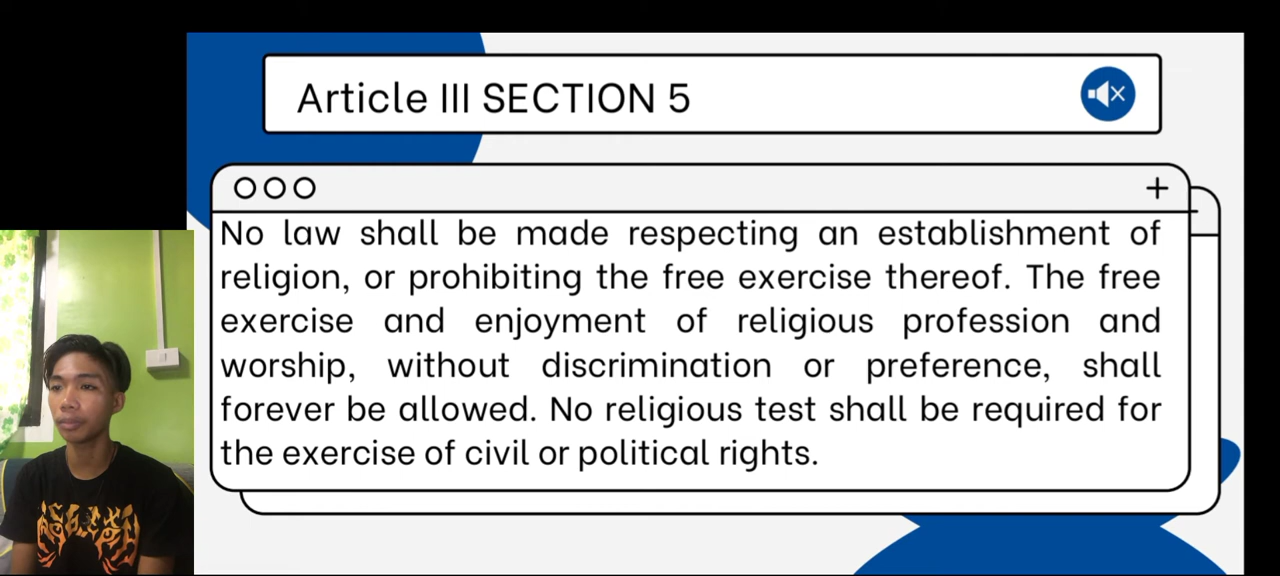 Article III SECTION 5
No law shall be made respecting an establishment of
religion, or prohibiting the free exercise thereof. The free
exercise and enjoyment of religious profession and
worship, without discrimination or preference, shall
forever be allowed. No religious test shall be required for
the exercise of civil or political rights.